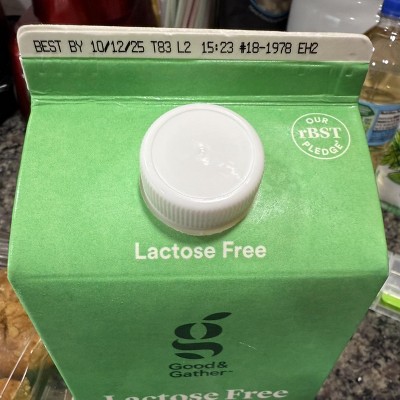 BEST BY 10/12/25 T83 L2 15:23 #18-1978 EH2
OUR
rBST
PLEDGE
Lactose Free
g
Good&
Gather™
Lactose Free